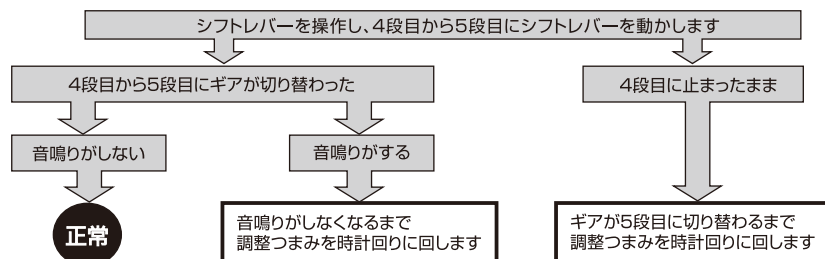 シフトレバーを操作し、4段目から5段目にシフトレバーを動かします
4段目から5段目にギアが切り替わった
4段目に止まったまま
音鳴りがしない
音鳴りがする
正常
音鳴りがしなくなるまで
調整つまみを時計回りに回します
ギアが5段目に切り替わるまで
調整つまみを時計回りに回します